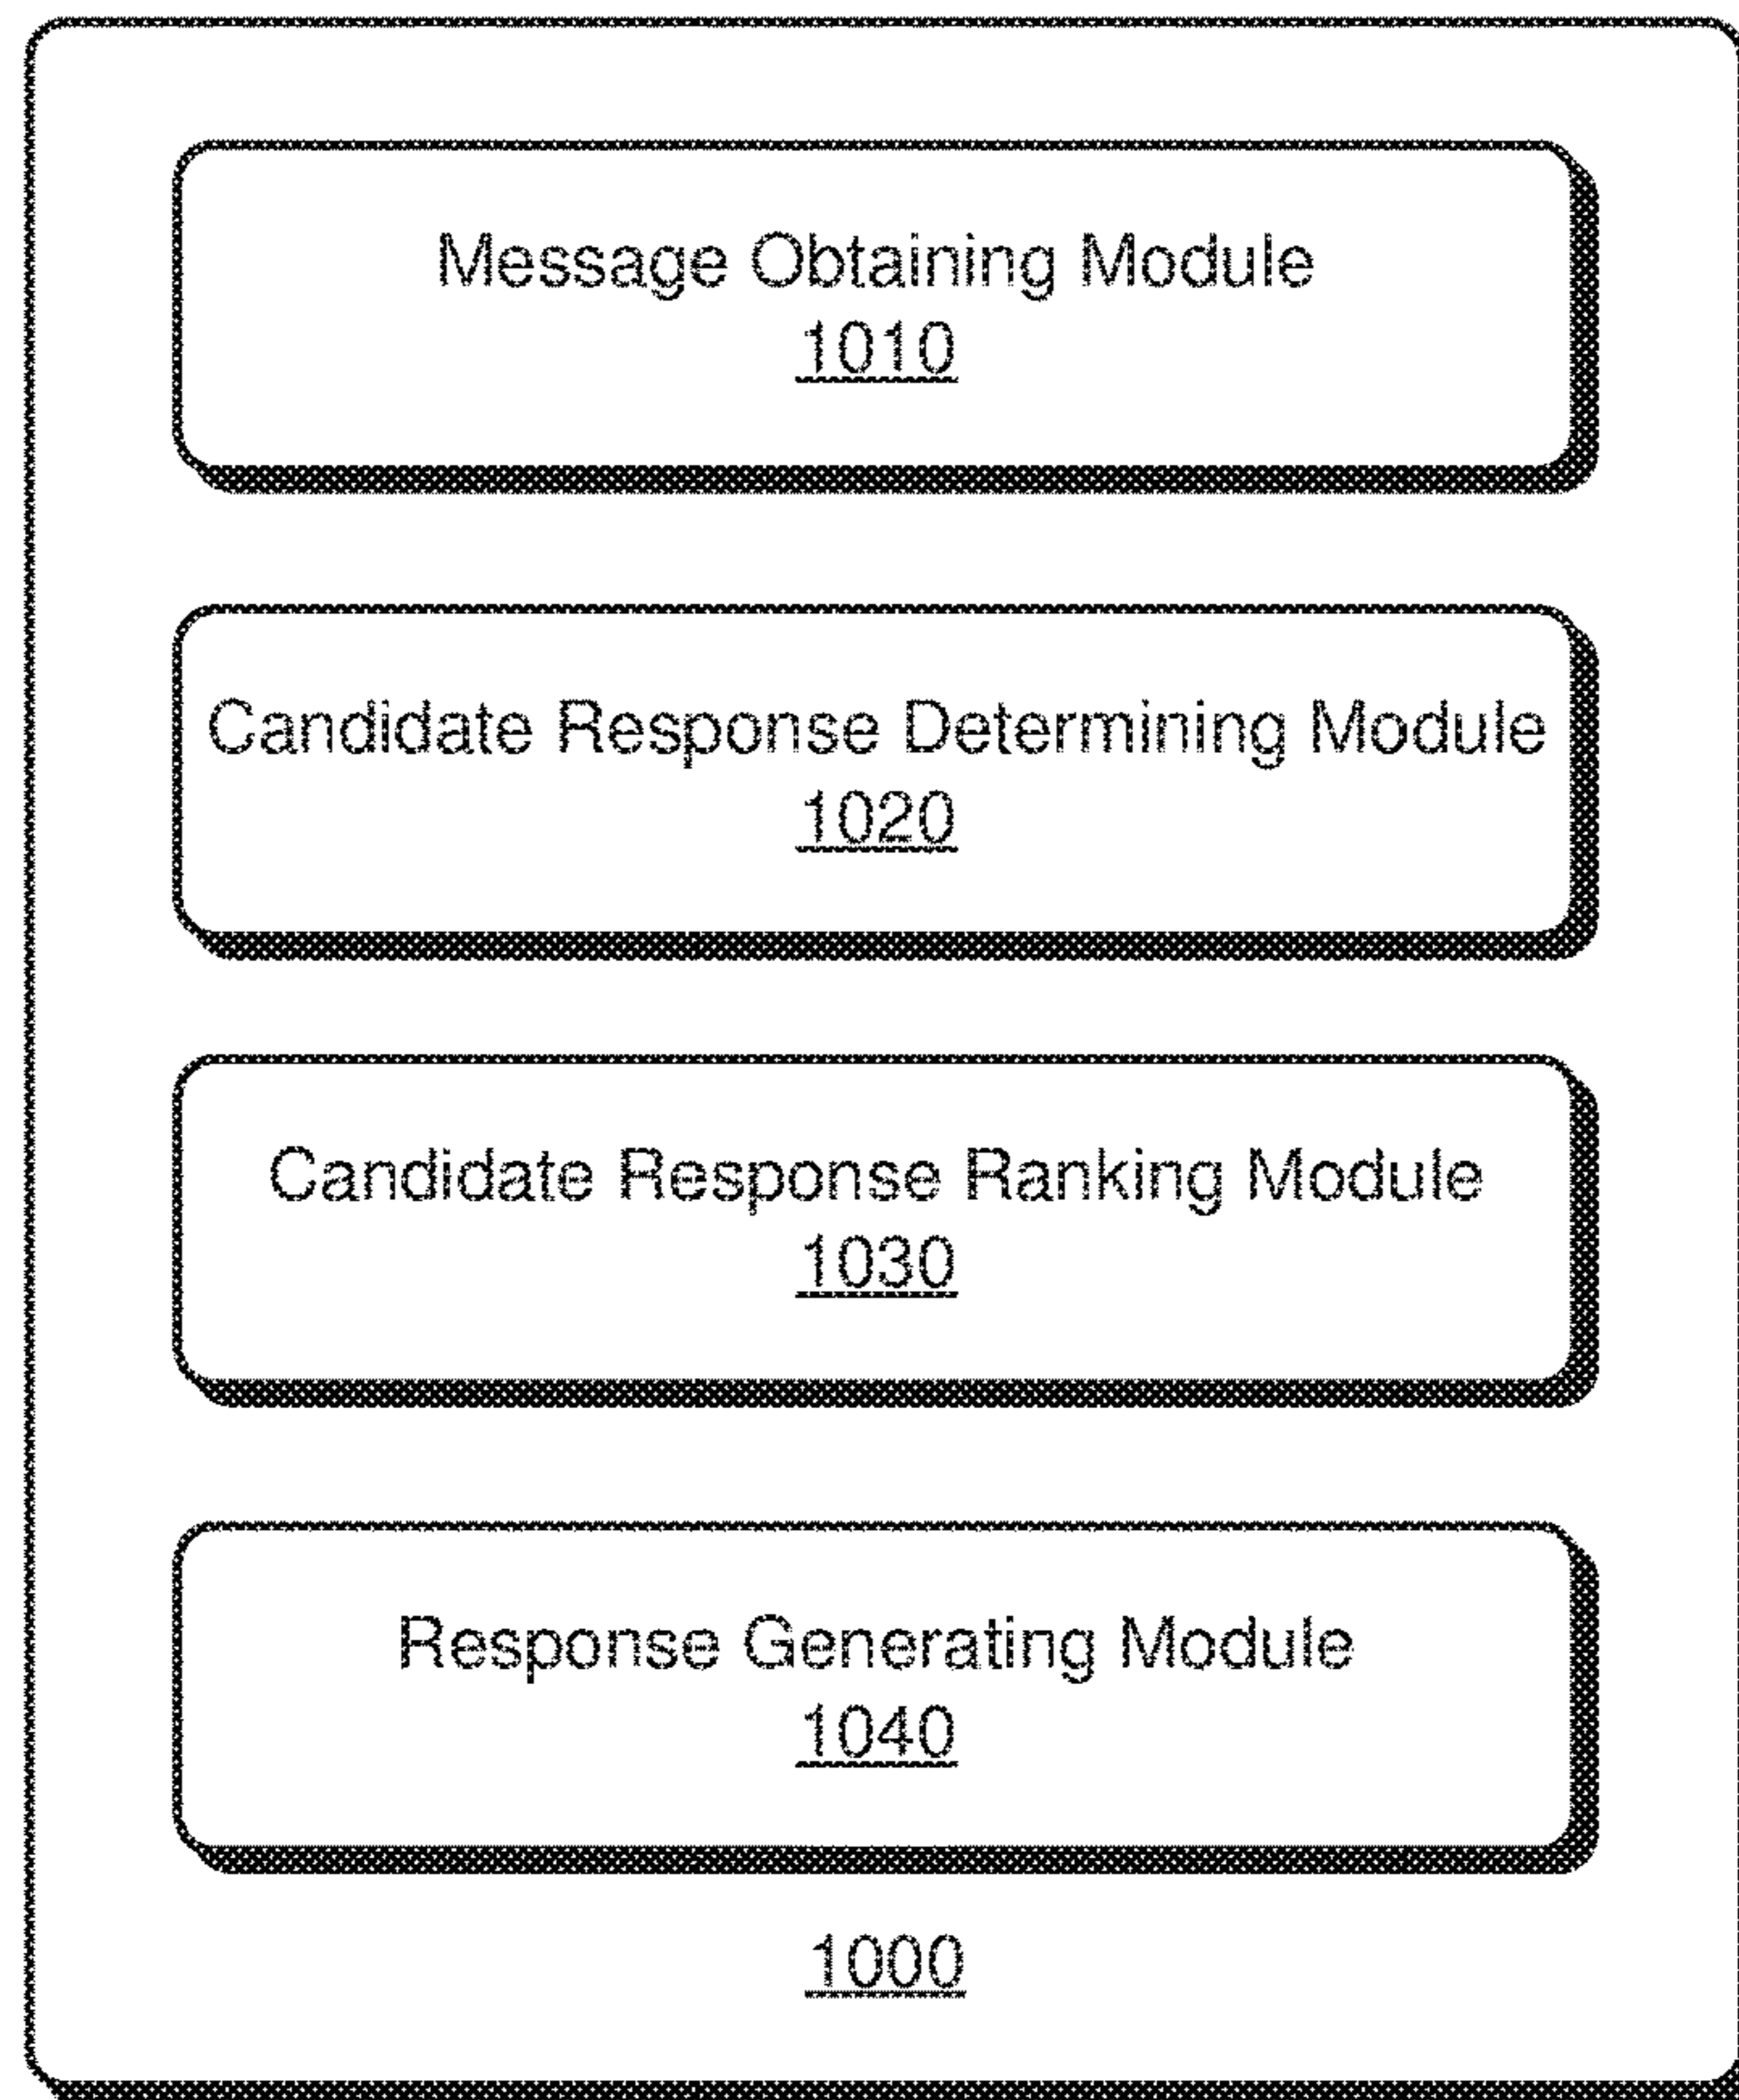 Message Obtaining Module
1010
Candidate Response Determining Module
1020
Candidate Response Ranking Module
1030
Response Generating Module
1040
1000